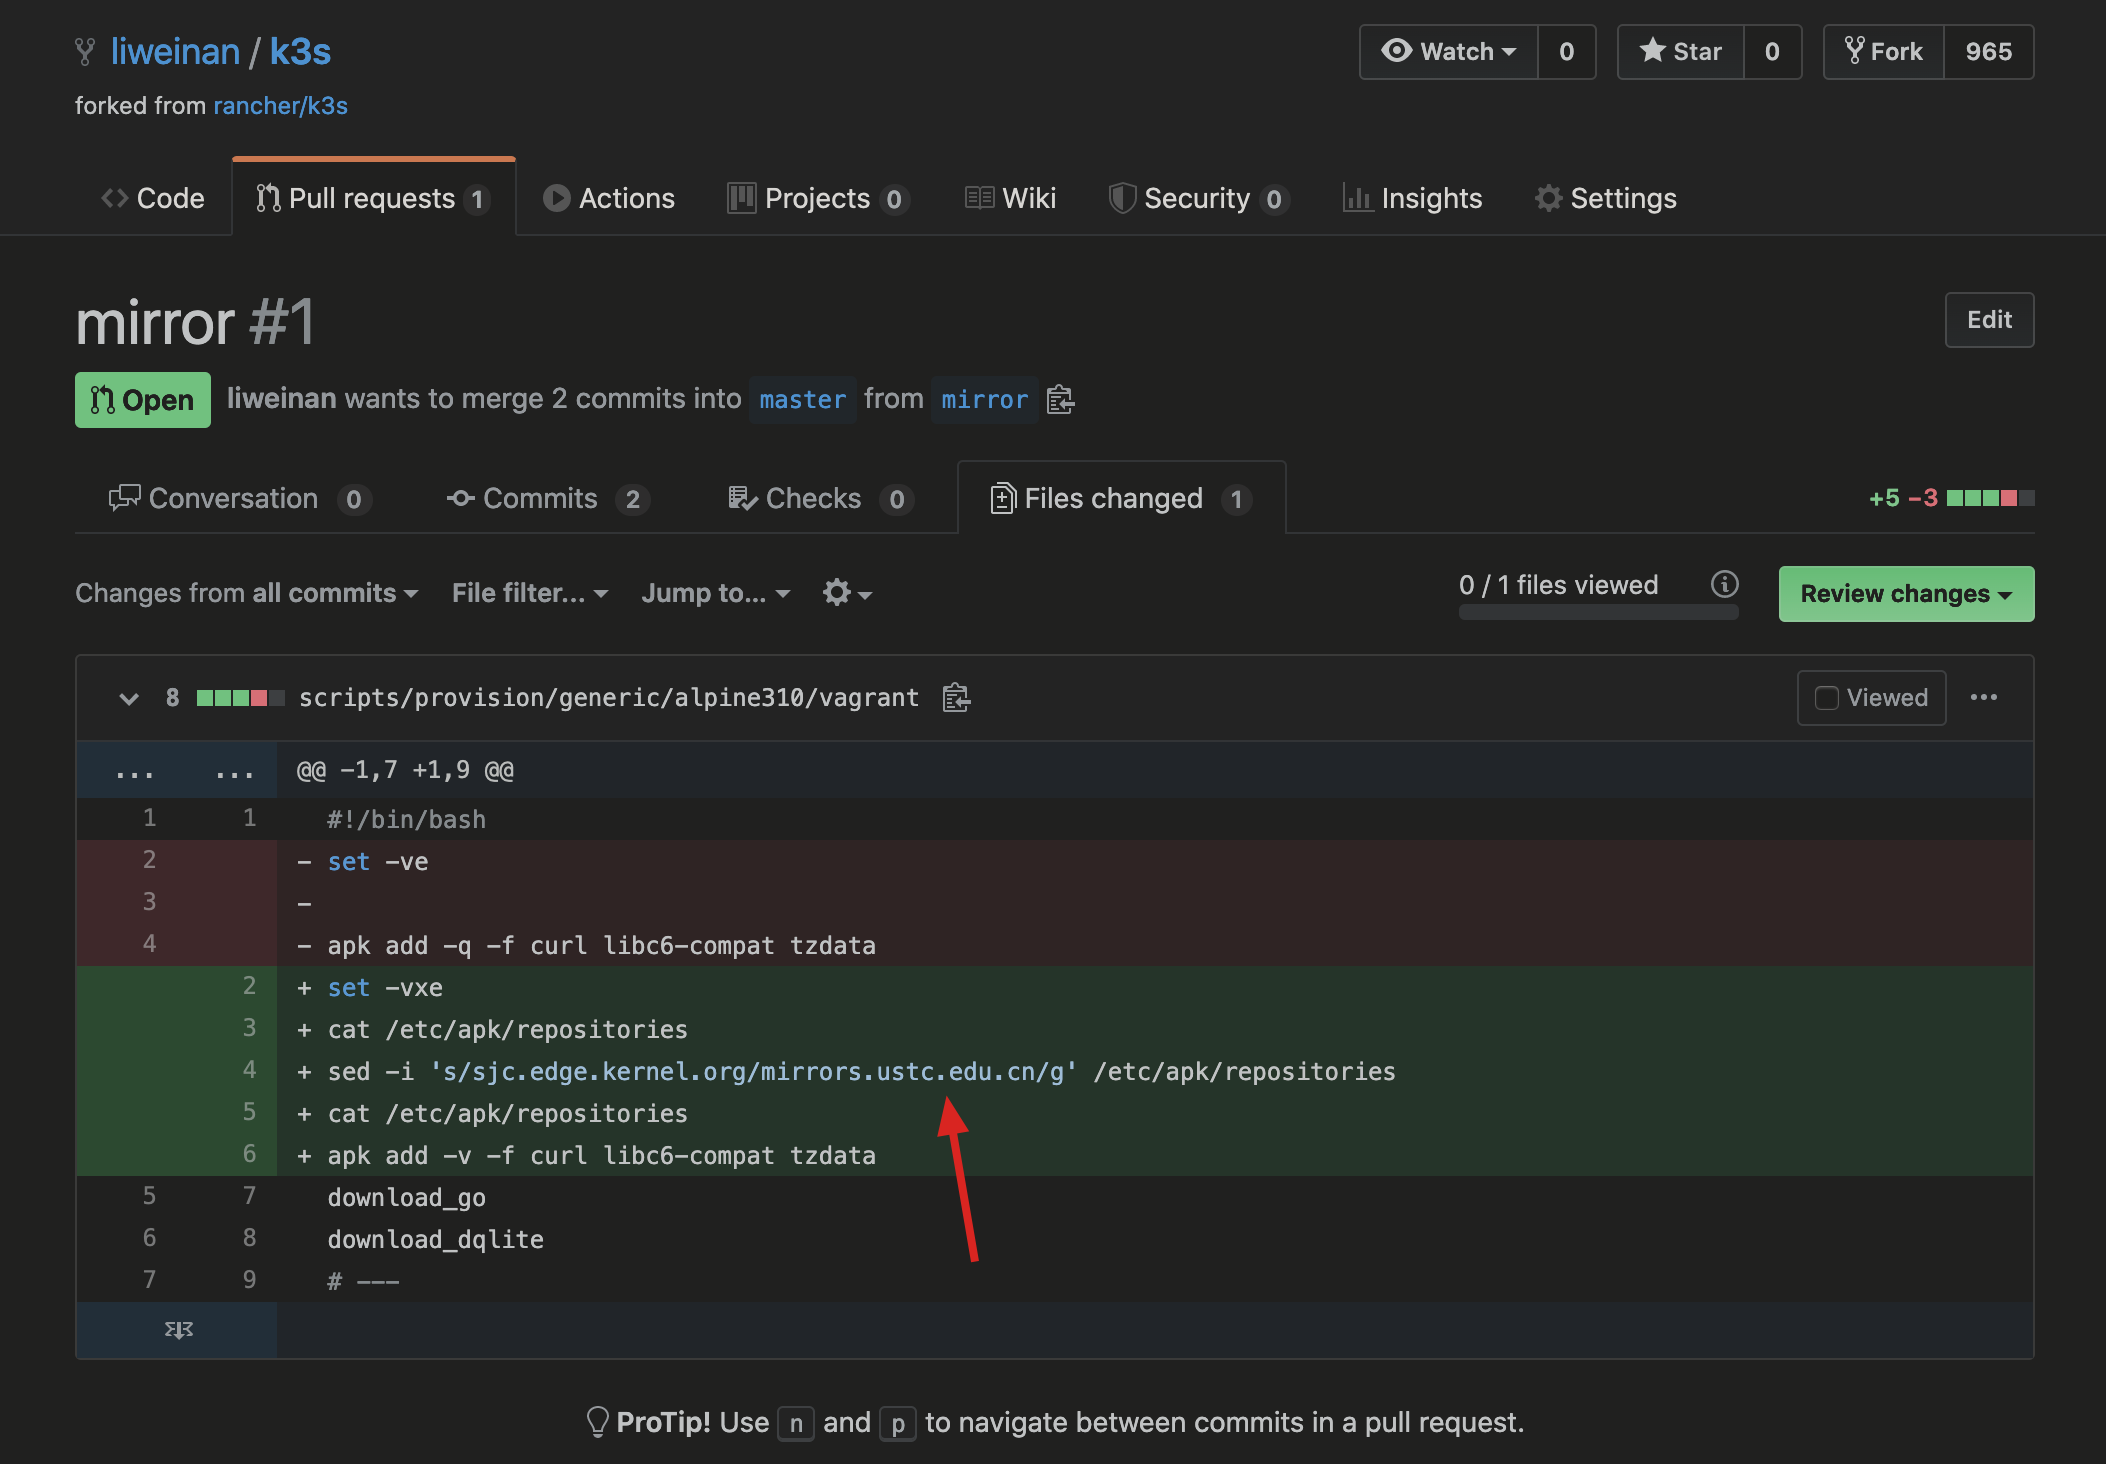 liweinan / k3s
Watch 0
Star 0
Fork 965
forked from rancher/k3s
Code
Pull requests 1
Actions
Projects 0
Wiki
Security 0
Insights
Settings
mirror #1
Edit
Open liweinan wants to merge 2 commits into master from mirror
Conversation 0
Commits 2
Checks 0
Files changed 1
+5 −3
Changes from all commits
File filter...
Jump to...
0 / 1 files viewed
Review changes
8 scripts/provision/generic/alpine310/vagrant
Viewed
... ... @@ -1,7 +1,9 @@
1 1 #!/bin/bash
2 - set -ve
3 -
4 - apk add -q -f curl libc6-compat tzdata
2 + set -vxe
3 + cat /etc/apk/repositories
4 + sed -i 's/sjc.edge.kernel.org/mirrors.ustc.edu.cn/g' /etc/apk/repositories
5 + cat /etc/apk/repositories
6 + apk add -v -f curl libc6-compat tzdata
5 7 download_go
6 8 download_dqlite
7 9 # ---
ProTip! Use n and p to navigate between commits in a pull request.